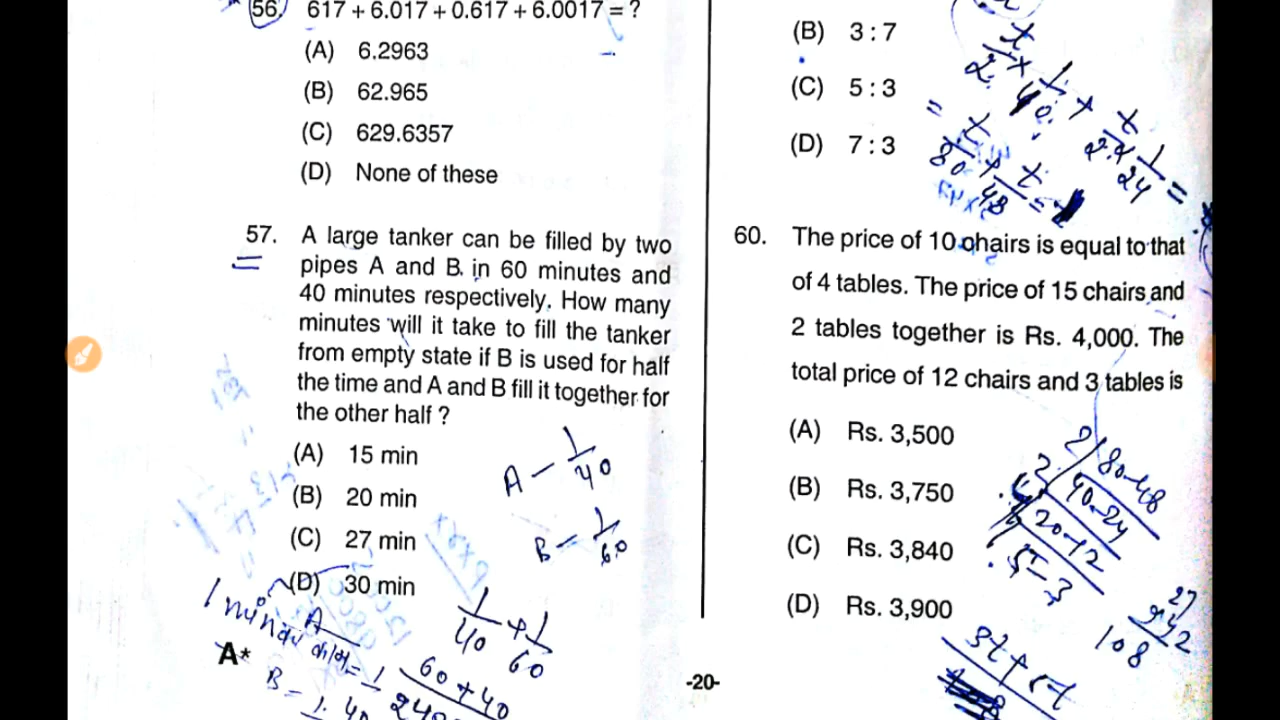 56. 617 + 6.017 + 0.617 + 6.0017 = ?
(A) 6.2963
(B) 62.965
(C) 629.6357
(D) None of these
57. A large tanker can be filled by two
pipes A and B in 60 minutes and
40 minutes respectively. How many
minutes will it take to fill the tanker
from empty state if B is used for half
the time and A and B fill it together for
the other half ?
(A) 15 min
(B) 20 min
(C) 27 min
(D) 30 min
A — 1/40
B — 1/60
1/40 + 1/60
60 + 40
A*
-20-
(B) 3 : 7
(C) 5 : 3
(D) 7 : 3
60. The price of 10 chairs is equal to that
of 4 tables. The price of 15 chairs and
2 tables together is Rs. 4,000. The
total price of 12 chairs and 3 tables is
(A) Rs. 3,500
(B) Rs. 3,750
(C) Rs. 3,840
(D) Rs. 3,900
2 80-48
2 40-24
20-12
5-3
108